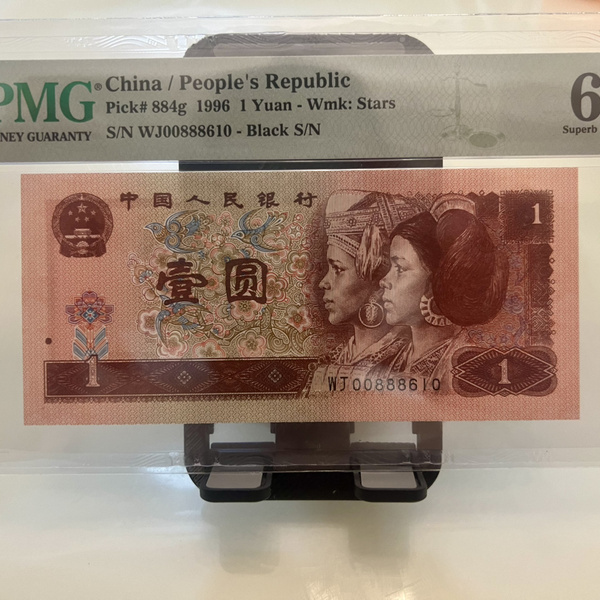 PMG® China / People's Republic
Pick# 884g 1996 1 Yuan - Wmk: Stars
NEY GUARANTY S/N WJ00888610 - Black S/N
6
Superb
中国人民银行
1
壹圆
1
WJ00888610
1